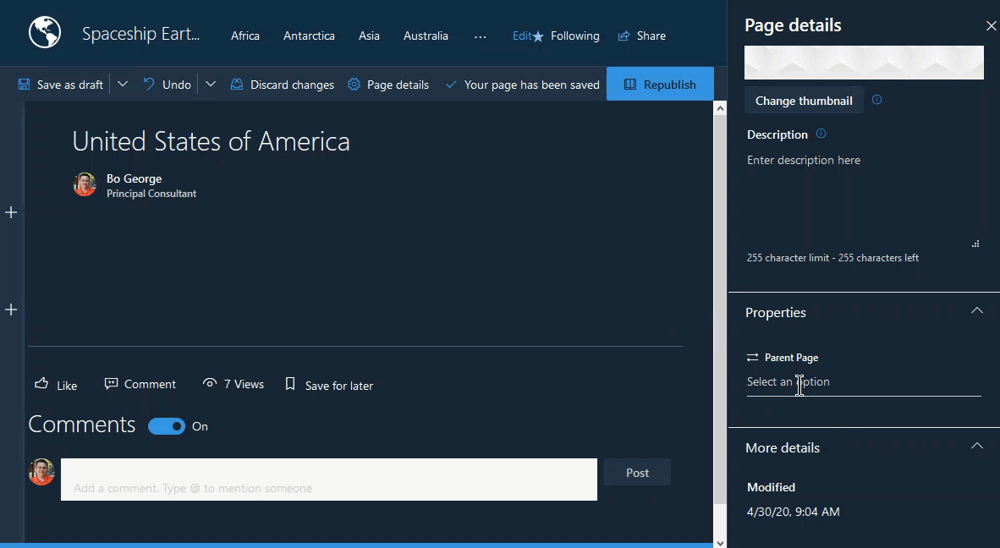 Spaceship Eart...
Africa
Antarctica
Asia
Australia
...
Edit
Following
Share
Save as draft
Undo
Discard changes
Page details
Your page has been saved
Republish
United States of America
Bo George
Principal Consultant
Like
Comment
7 Views
Save for later
Comments
On
Add a comment. Type @ to mention someone
Post
Page details
Change thumbnail
Description
Enter description here
255 character limit - 255 characters left
Properties
Parent Page
Select an option
More details
Modified
4/30/20, 9:04 AM